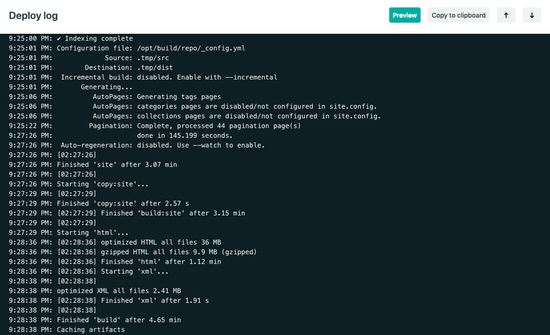 Deploy log
Preview
Copy to clipboard
9:25:00 PM: ✔ Indexing complete
9:25:01 PM: Configuration file: /opt/build/repo/_config.yml
9:25:01 PM: Source: .tmp/src
9:25:01 PM: Destination: .tmp/dist
9:25:01 PM: Incremental build: disabled. Enable with --incremental
9:25:01 PM: Generating...
9:25:06 PM: AutoPages: Generating tags pages
9:25:06 PM: AutoPages: categories pages are disabled/not configured in site.config.
9:25:06 PM: AutoPages: collections pages are disabled/not configured in site.config.
9:25:22 PM: Pagination: Complete, processed 44 pagination page(s)
9:27:26 PM: done in 145.199 seconds.
9:27:26 PM: Auto-regeneration: disabled. Use --watch to enable.
9:27:26 PM: [02:27:26]
9:27:26 PM: Finished 'site' after 3.07 min
9:27:26 PM: [02:27:26]
9:27:26 PM: Starting 'copy:site'...
9:27:29 PM: [02:27:29]
9:27:29 PM: Finished 'copy:site' after 2.57 s
9:27:29 PM: [02:27:29] Finished 'build:site' after 3.15 min
9:27:29 PM: [02:27:29]
9:27:29 PM: Starting 'html'...
9:28:36 PM: [02:28:36] optimized HTML all files 36 MB
9:28:36 PM: [02:28:36] gzipped HTML all files 9.9 MB (gzipped)
9:28:36 PM: [02:28:36] Finished 'html' after 1.12 min
9:28:36 PM: [02:28:36] Starting 'xml'...
9:28:38 PM: [02:28:38]
9:28:38 PM: optimized XML all files 2.41 MB
9:28:38 PM: [02:28:38] Finished 'xml' after 1.91 s
9:28:38 PM: [02:28:38]
9:28:38 PM: Finished 'build' after 4.65 min
9:28:38 PM: Caching artifacts